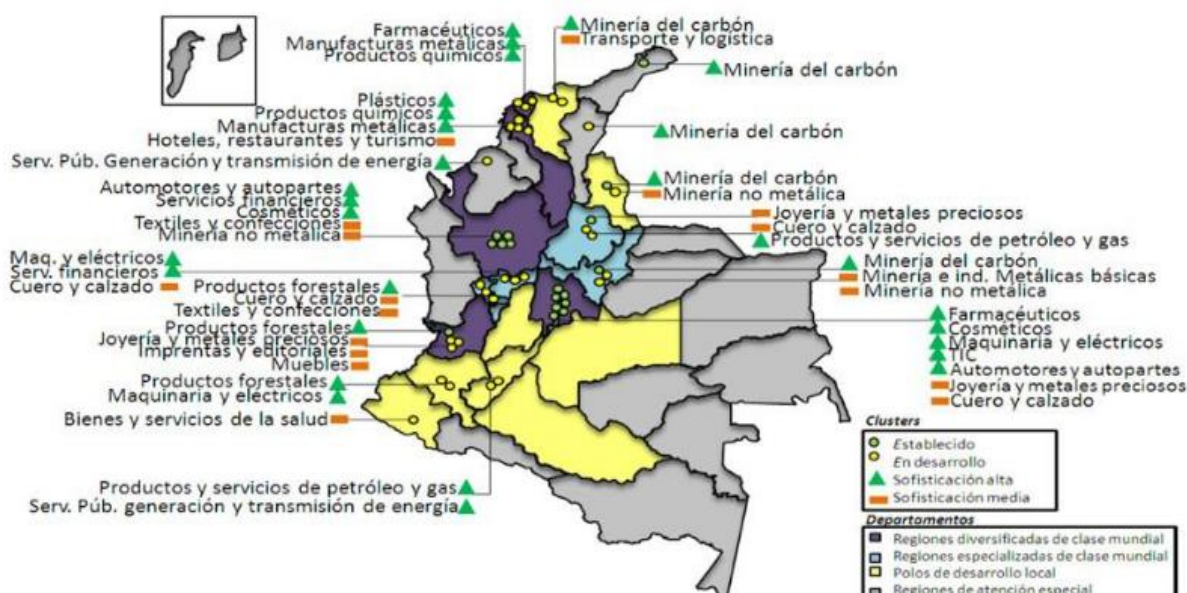 Farmacéuticos
Manufacturas metálicas
Productos químicos
Minería del carbón
Transporte y logística
Minería del carbón
Plásticos
Productos químicos
Manufacturas metálicas
Hoteles, restaurantes y turismo
Minería del carbón
Serv. Púb. Generación y transmisión de energía
Minería del carbón
Minería no metálica
Automotores y autopartes
Servicios financieros
Cosméticos
Textiles y confecciones
Minería no metálica
Joyería y metales preciosos
Cuero y calzado
Productos y servicios de petróleo y gas
Maq. y eléctricos
Serv. financieros
Cuero y calzado
Minería del carbón
Minería e ind. Metálicas básicas
Minería no metálica
Productos forestales
Cuero y calzado
Textiles y confecciones
Farmacéuticos
Cosméticos
Maquinaria y eléctricos
TIC
Automotores y autopartes
Joyería y metales preciosos
Cuero y calzado
Productos forestales
Joyería y metales preciosos
Imprentas y editoriales
Muebles
Productos forestales
Maquinaria y eléctricos
Bienes y servicios de la salud
Productos y servicios de petróleo y gas
Serv. Púb. generación y transmisión de energía
Clusters
Establecido
En desarrollo
Sofisticación alta
Sofisticación media
Departamentos
Regiones diversificadas de clase mundial
Regiones especializadas de clase mundial
Polos de desarrollo local
Regiones de atención especial